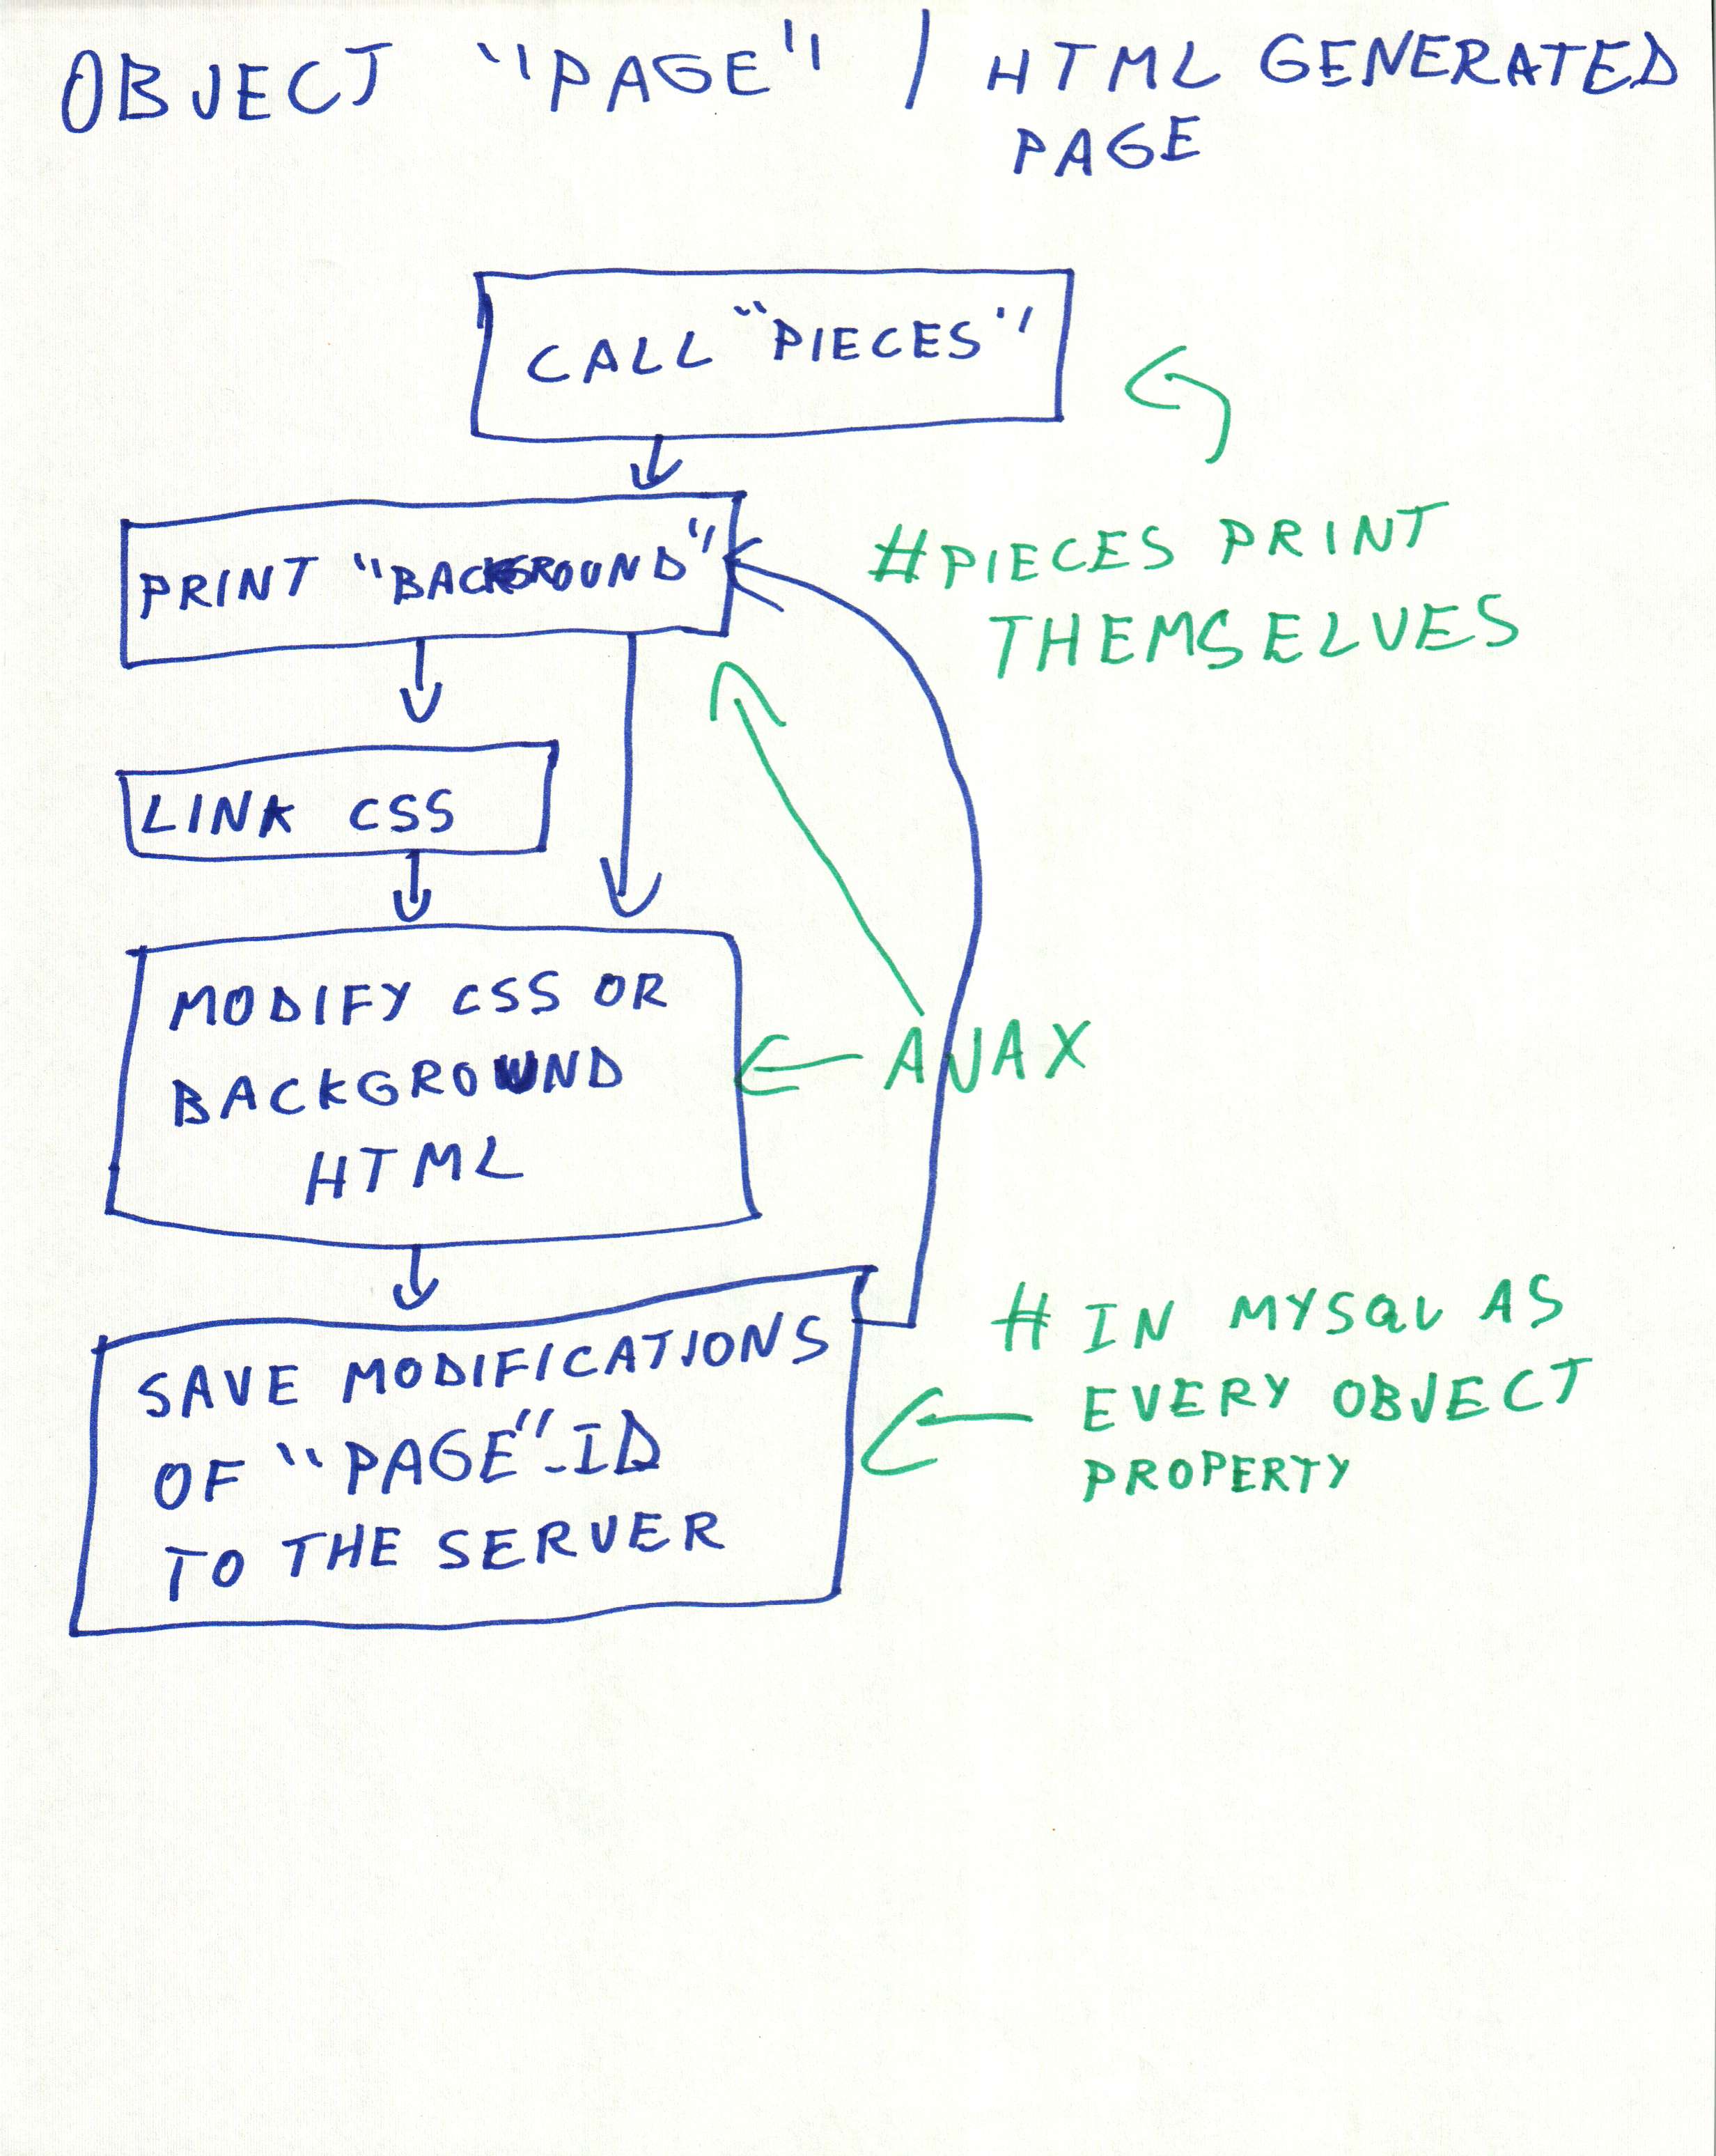 OBJECT "PAGE" / HTML GENERATED
PAGE
CALL "PIECES"
PRINT "BACKGROUND"
#PIECES PRINT
THEMSELVES
LINK CSS
MODIFY CSS OR
BACKGROUND
HTML
AJAX
SAVE MODIFICATIONS
OF "PAGE"-ID
TO THE SERVER
# IN MYSQL AS
EVERY OBJECT
PROPERTY